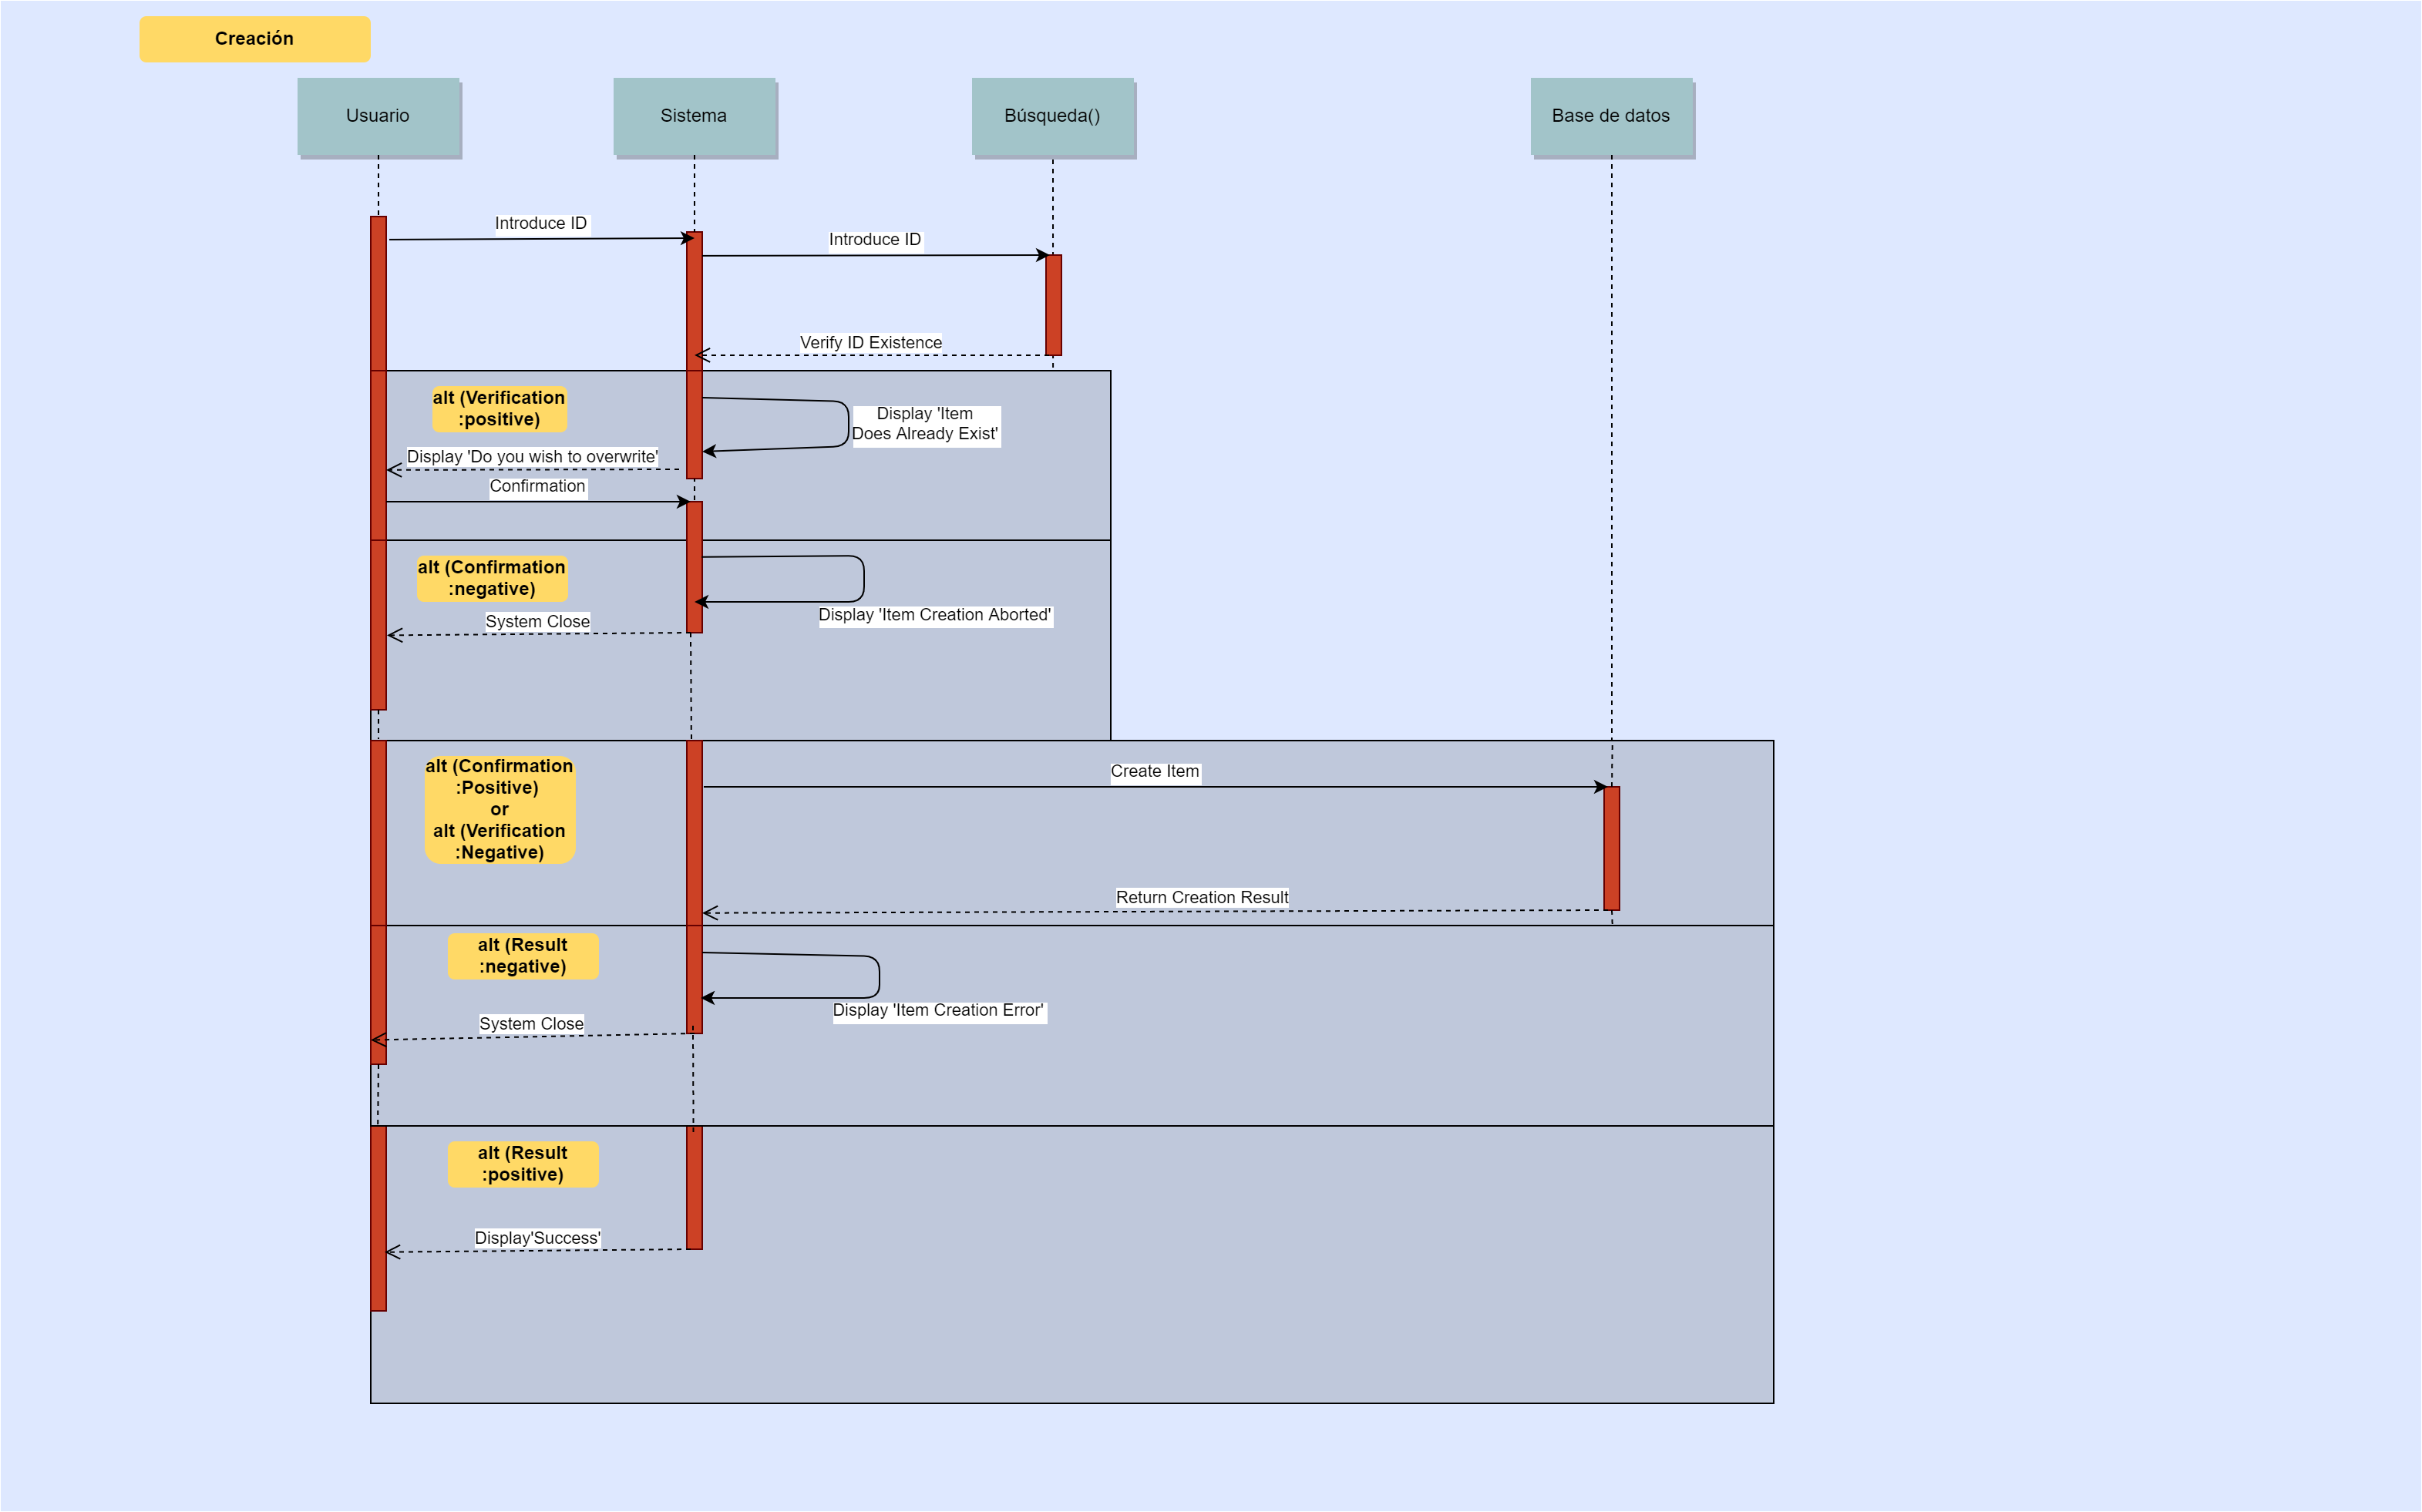 Creación
Usuario
Sistema
Búsqueda()
Base de datos
Introduce ID
Introduce ID
Verify ID Existence
alt (Verification
:positive)
Display 'Item
Does Already Exist'
Display 'Do you wish to overwrite'
Confirmation
alt (Confirmation
:negative)
Display 'Item Creation Aborted'
System Close
alt (Confirmation
:Positive)
or
alt (Verification
:Negative)
Create Item
Return Creation Result
alt (Result
:negative)
Display 'Item Creation Error'
System Close
alt (Result
:positive)
Display'Success'